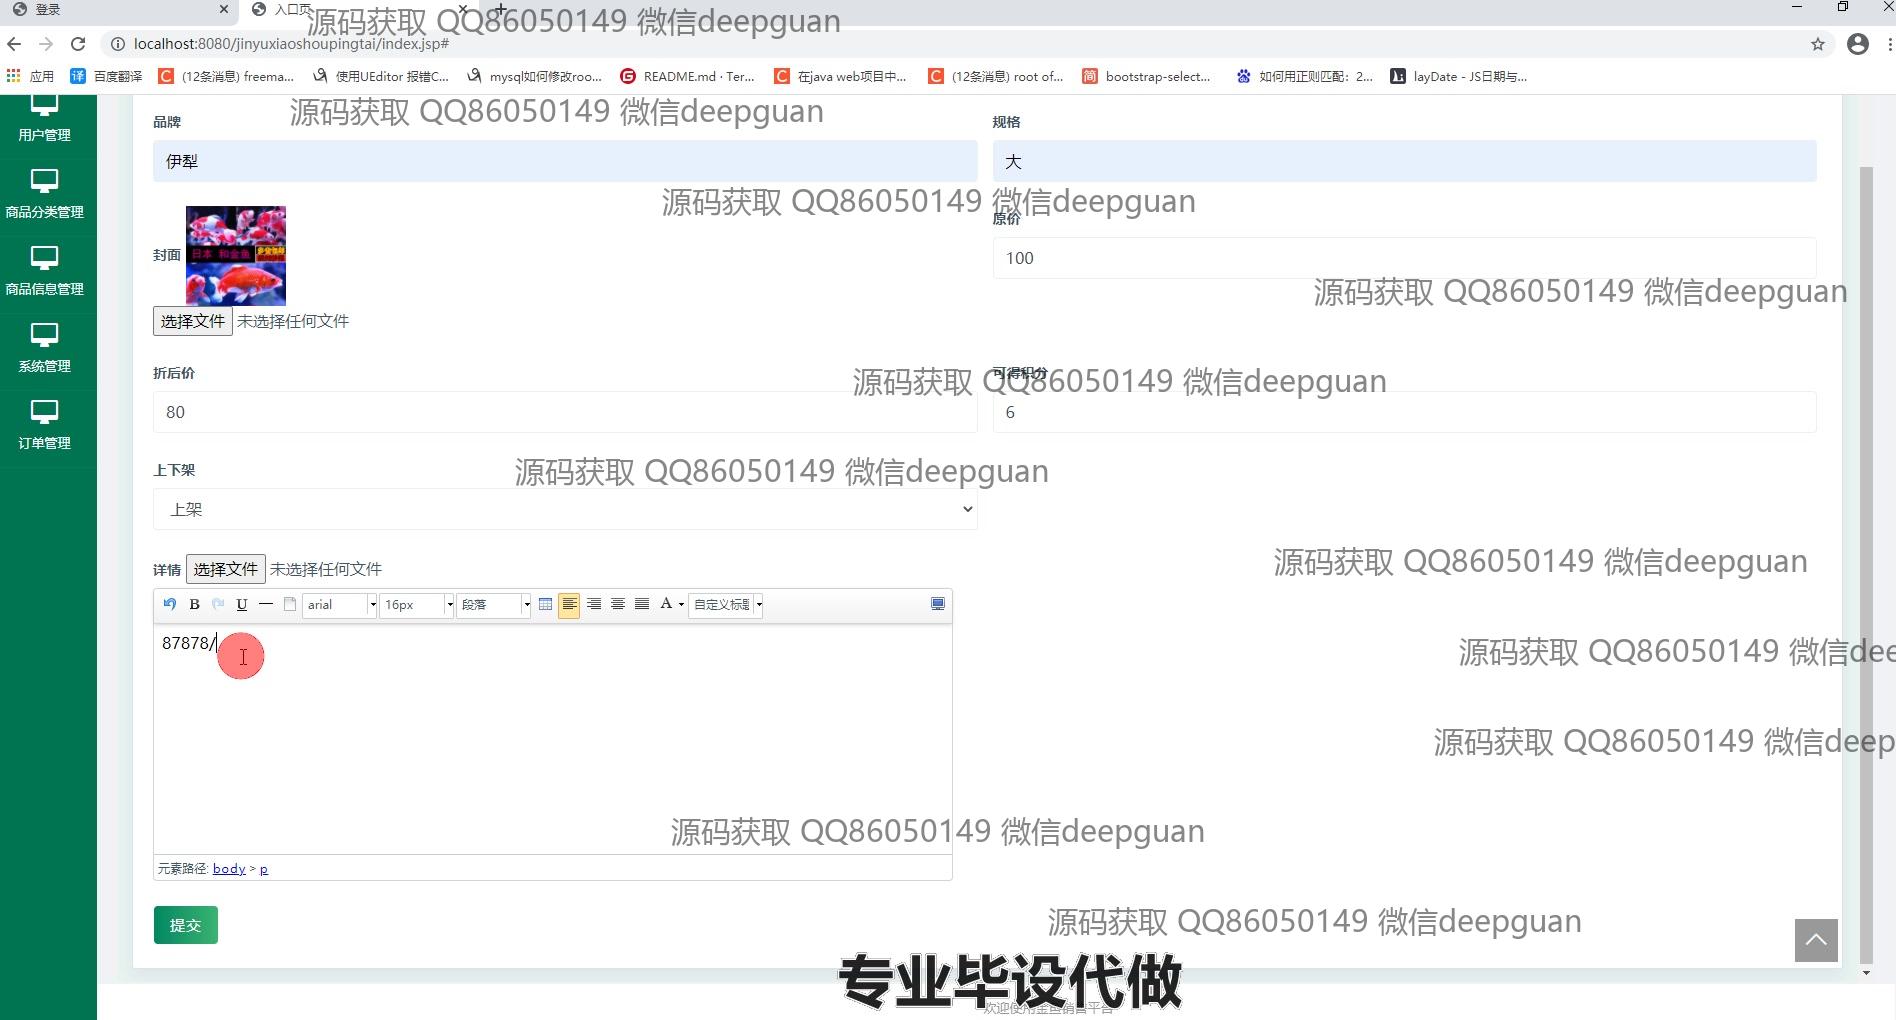 登录
入口页
源码获取 QQ86050149 微信deepguan
localhost:8080/jinyuxiaoshoupingtai/index.jsp#
应用
百度翻译
(12条消息) freema...
使用UEditor 报错C...
mysql如何修改roo...
README.md · Ter...
在java web项目中...
(12条消息) root of...
bootstrap-select...
如何用正则匹配：2...
layDate - JS日期与...
源码获取 QQ86050149 微信deepguan
用户管理
商品分类管理
商品信息管理
系统管理
订单管理
品牌
规格
伊犁
大
源码获取 QQ86050149 微信deepguan
原价
封面
日本 和金鱼
100
源码获取 QQ86050149 微信deepguan
选择文件 未选择任何文件
折后价
可得积分
源码获取 QQ86050149 微信deepguan
80
6
上下架
源码获取 QQ86050149 微信deepguan
上架
源码获取 QQ86050149 微信deepguan
详情 选择文件 未选择任何文件
B U arial 16px 段落 A 自定义标题
87878/
源码获取 QQ86050149 微信dee
源码获取 QQ86050149 微信deep
源码获取 QQ86050149 微信deepguan
元素路径: body > p
提交
源码获取 QQ86050149 微信deepguan
专业毕设代做
欢迎使用金鱼销售平台